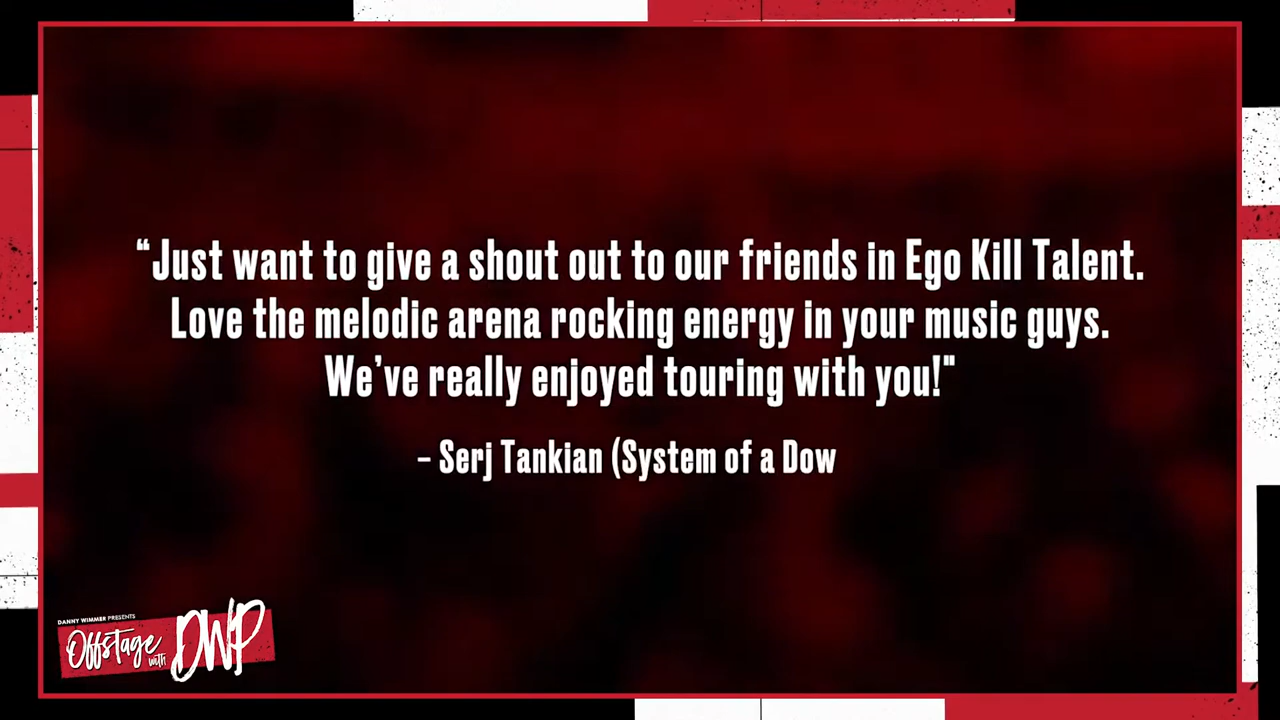 “Just want to give a shout out to our friends in Ego Kill Talent.
Love the melodic arena rocking energy in your music guys.
We’ve really enjoyed touring with you!"
– Serj Tankian (System of a Dow
DANNY WIMMER PRESENTS
Offstage with DWP